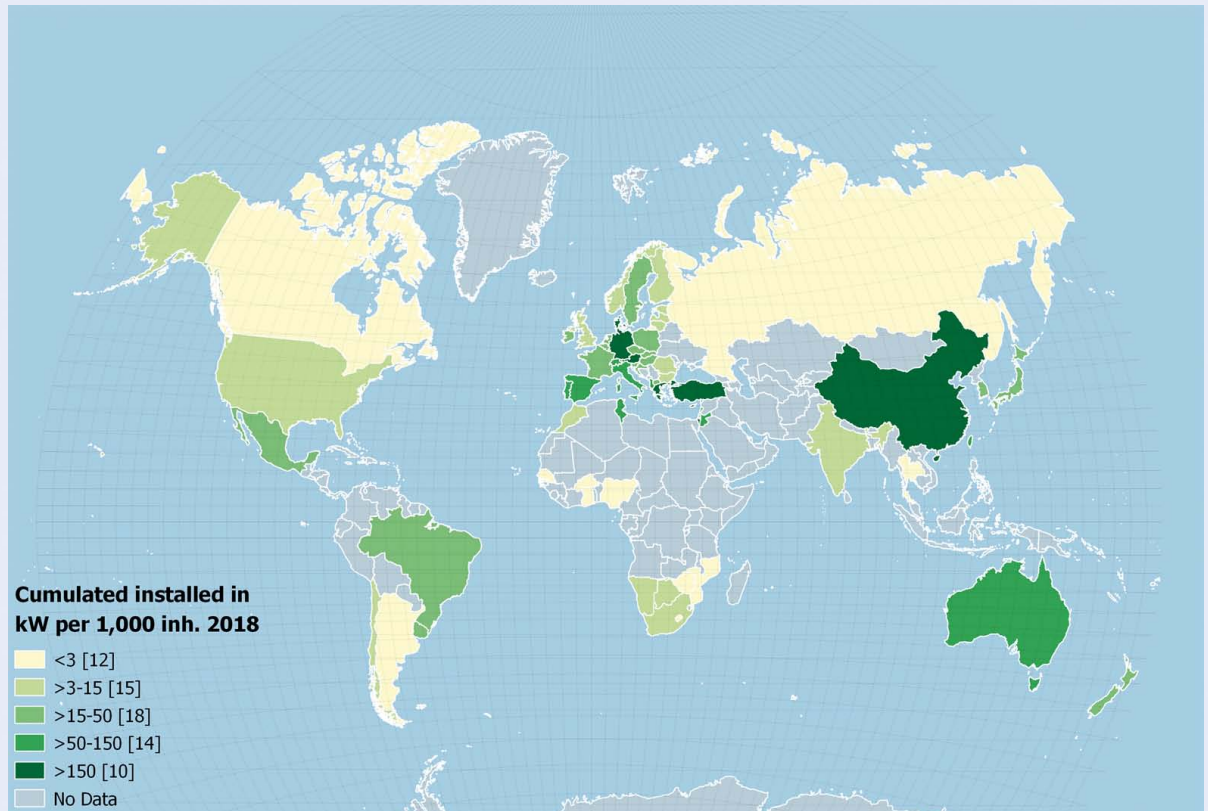 Cumulated installed in
kW per 1,000 inh. 2018
<3 [12]
>3-15 [15]
>15-50 [18]
>50-150 [14]
>150 [10]
No Data